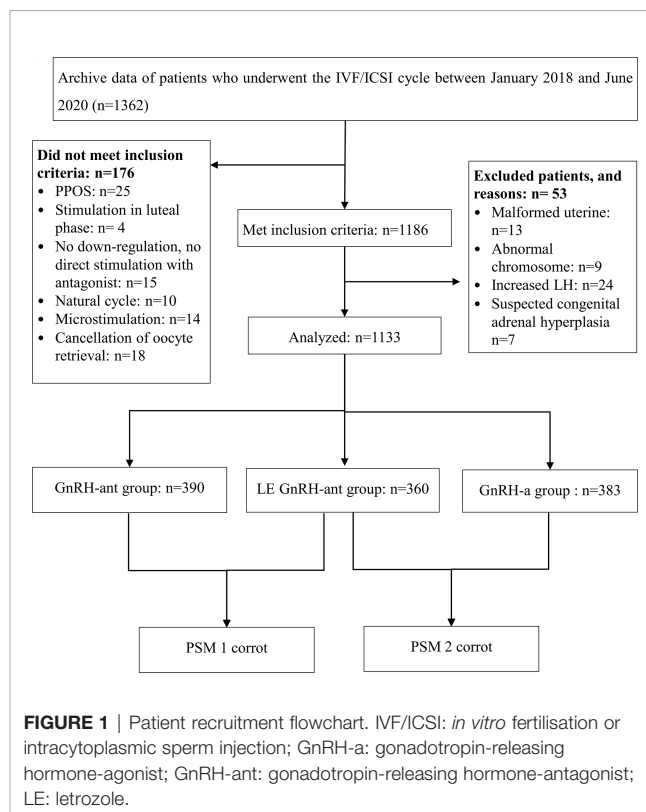 Archive data of patients who underwent the IVF/ICSI cycle between January 2018 and June
2020 (n=1362)
Did not meet inclusion
criteria: n=176
• PPOS: n=25
• Stimulation in luteal
phase: n= 4
• No down-regulation, no
direct stimulation with
antagonist: n=15
• Natural cycle: n=10
• Microstimulation: n=14
• Cancellation of oocyte
retrieval: n=18
Excluded patients, and
reasons: n= 53
• Malformed uterine:
n=13
• Abnormal
chromosome: n=9
• Increased LH: n=24
• Suspected congenital
adrenal hyperplasia
n=7
Met inclusion criteria: n=1186
Analyzed: n=1133
GnRH-ant group: n=390
LE GnRH-ant group: n=360
GnRH-a group : n=383
PSM 1 corrot
PSM 2 corrot
FIGURE 1 | Patient recruitment flowchart. IVF/ICSI: in vitro fertilisation or
intracytoplasmic sperm injection; GnRH-a: gonadotropin-releasing
hormone-agonist; GnRH-ant: gonadotropin-releasing hormone-antagonist;
LE: letrozole.